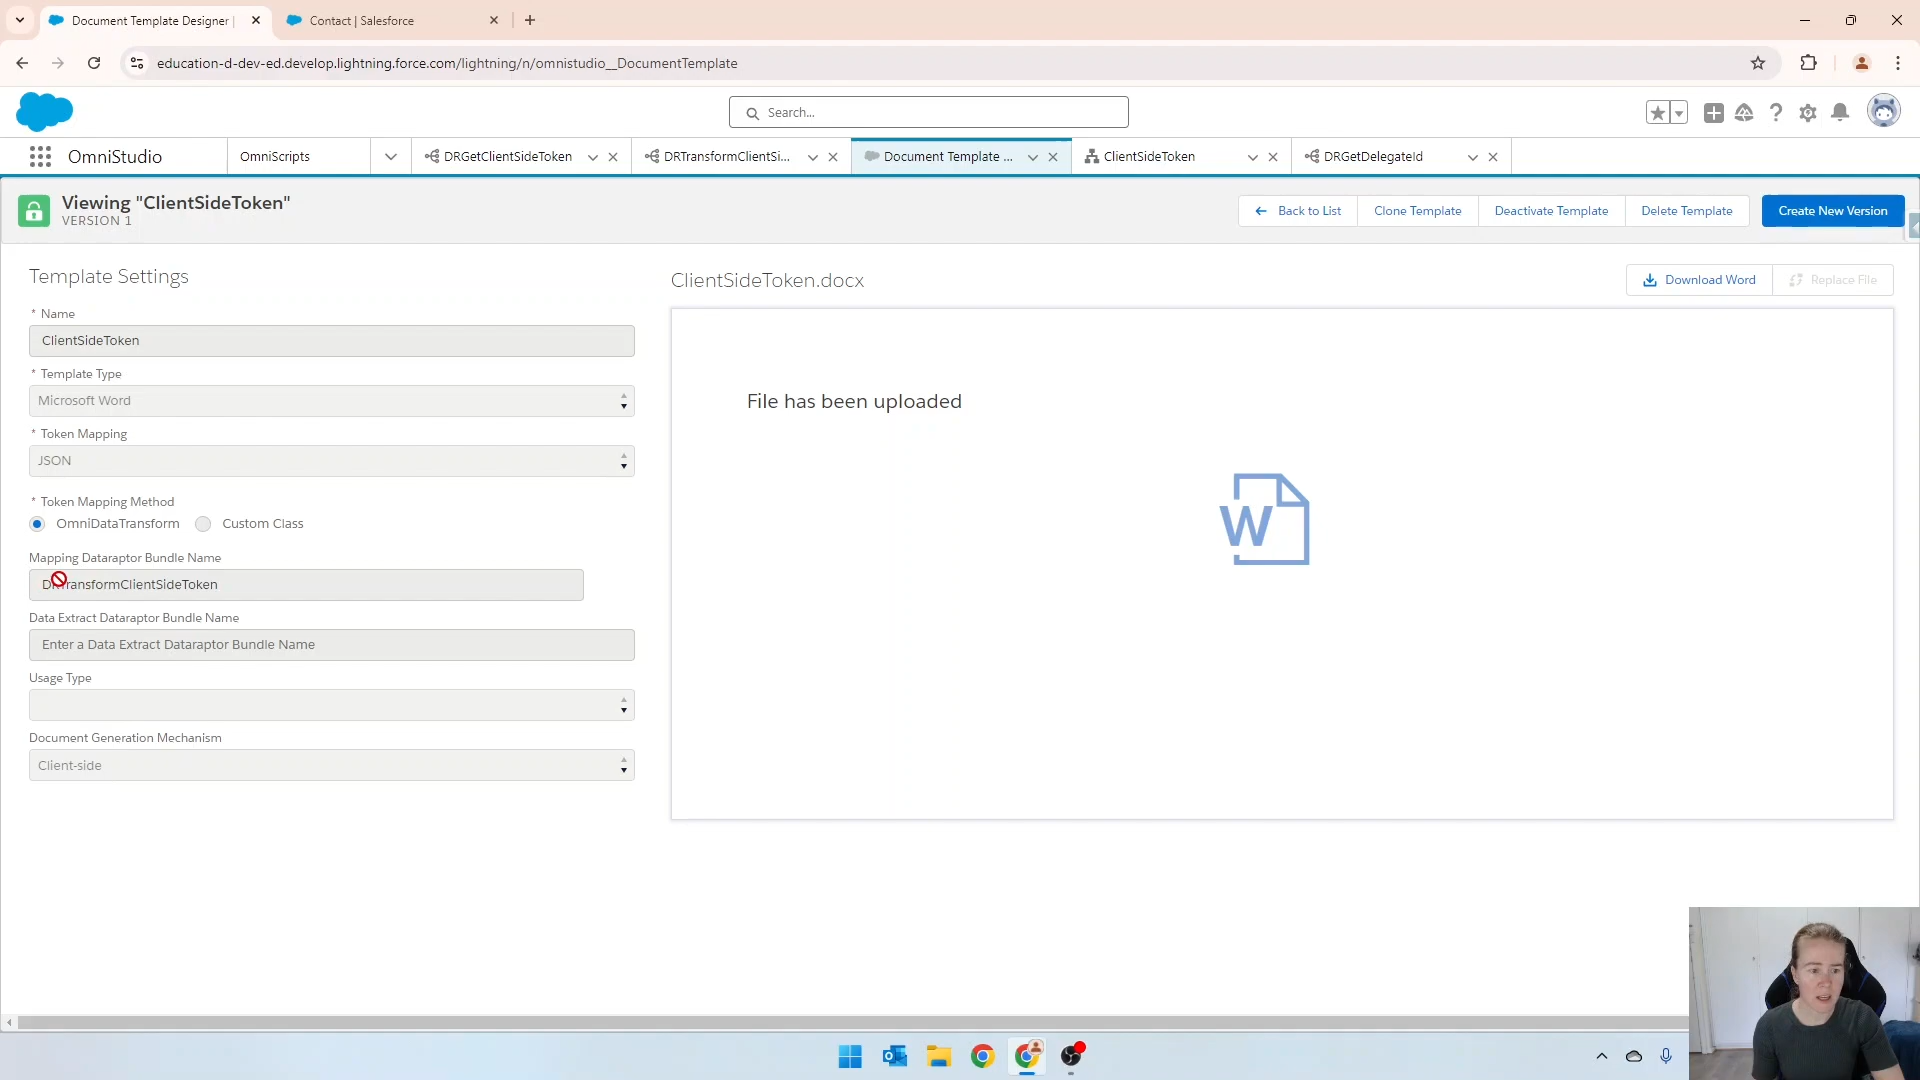 Document Template Designer |
Contact | Salesforce
education-d-dev-ed.develop.lightning.force.com/lightning/n/omnistudio__DocumentTemplate
Search...
OmniStudio
OmniScripts
DRGetClientSideToken
DRTransformClientSi...
Document Template ...
ClientSideToken
DRGetDelegateId
Viewing "ClientSideToken"
VERSION 1
Back to List
Clone Template
Deactivate Template
Delete Template
Create New Version
Template Settings
* Name
ClientSideToken
* Template Type
Microsoft Word
* Token Mapping
JSON
* Token Mapping Method
OmniDataTransform
Custom Class
Mapping Dataraptor Bundle Name
DRTransformClientSideToken
Data Extract Dataraptor Bundle Name
Enter a Data Extract Dataraptor Bundle Name
Usage Type
Document Generation Mechanism
Client-side
ClientSideToken.docx
Download Word
Replace File
File has been uploaded
W